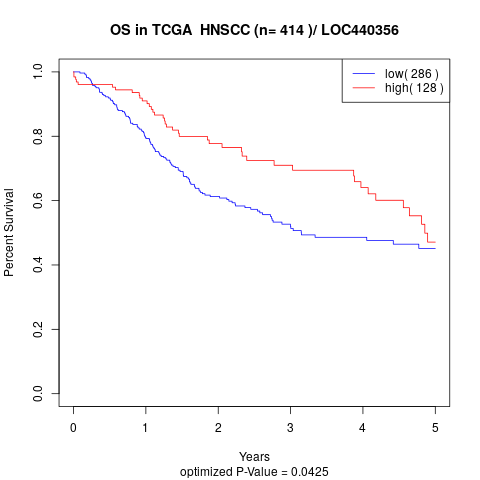 OS in TCGA  HNSCC (n= 414 )/ LOC440356
low( 286 )
high( 128 )
Percent Survival
1.0
0.8
0.6
0.4
0.2
0.0
0 1 2 3 4 5
Years
optimized P-Value = 0.0425